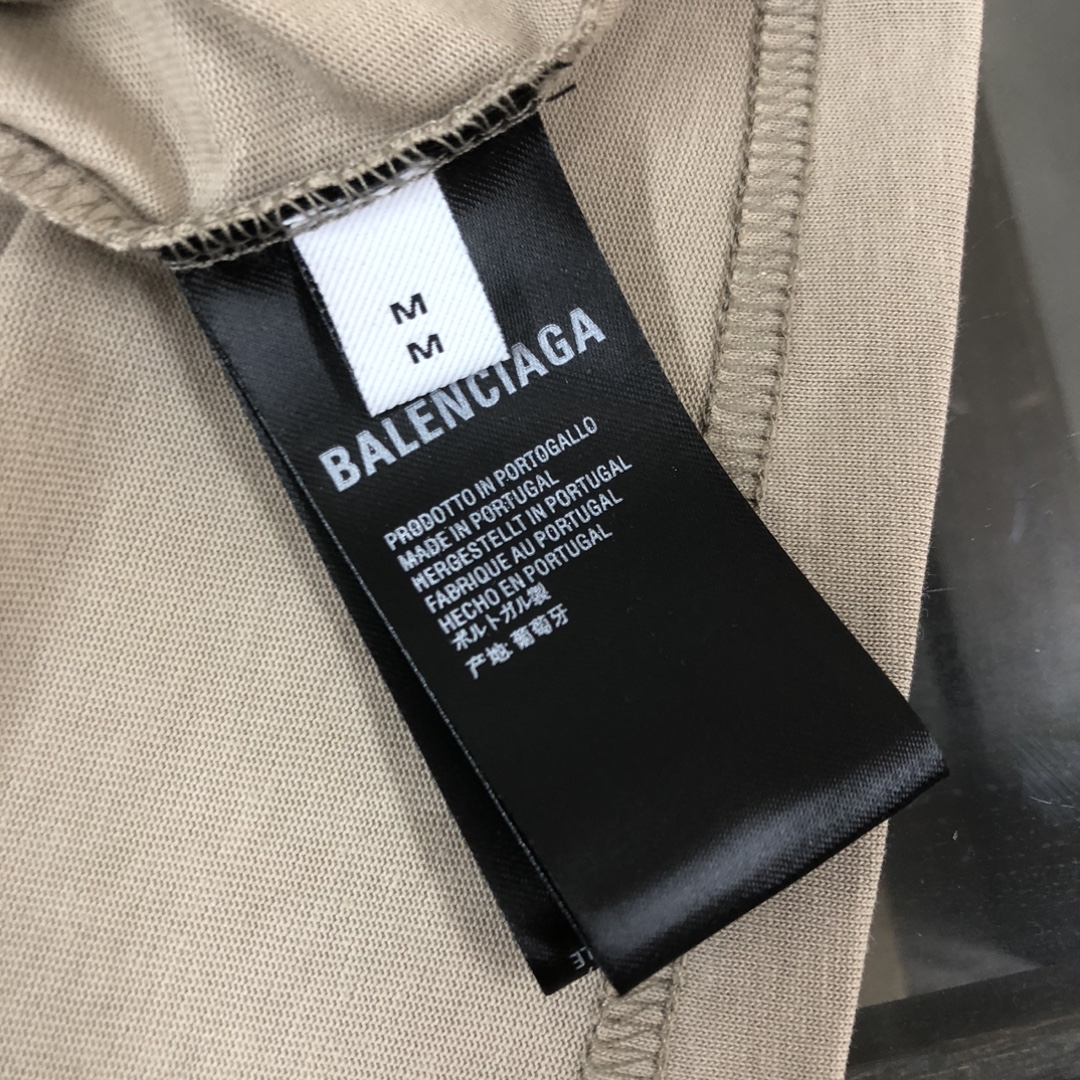 M
M
BALENCIAGA
PRODOTTO IN PORTOGALLO
MADE IN PORTUGAL
HERGESTELLT IN PORTUGAL
FABRIQUE AU PORTUGAL
HECHO EN PORTUGAL
ポルトガル製
产地:葡萄牙